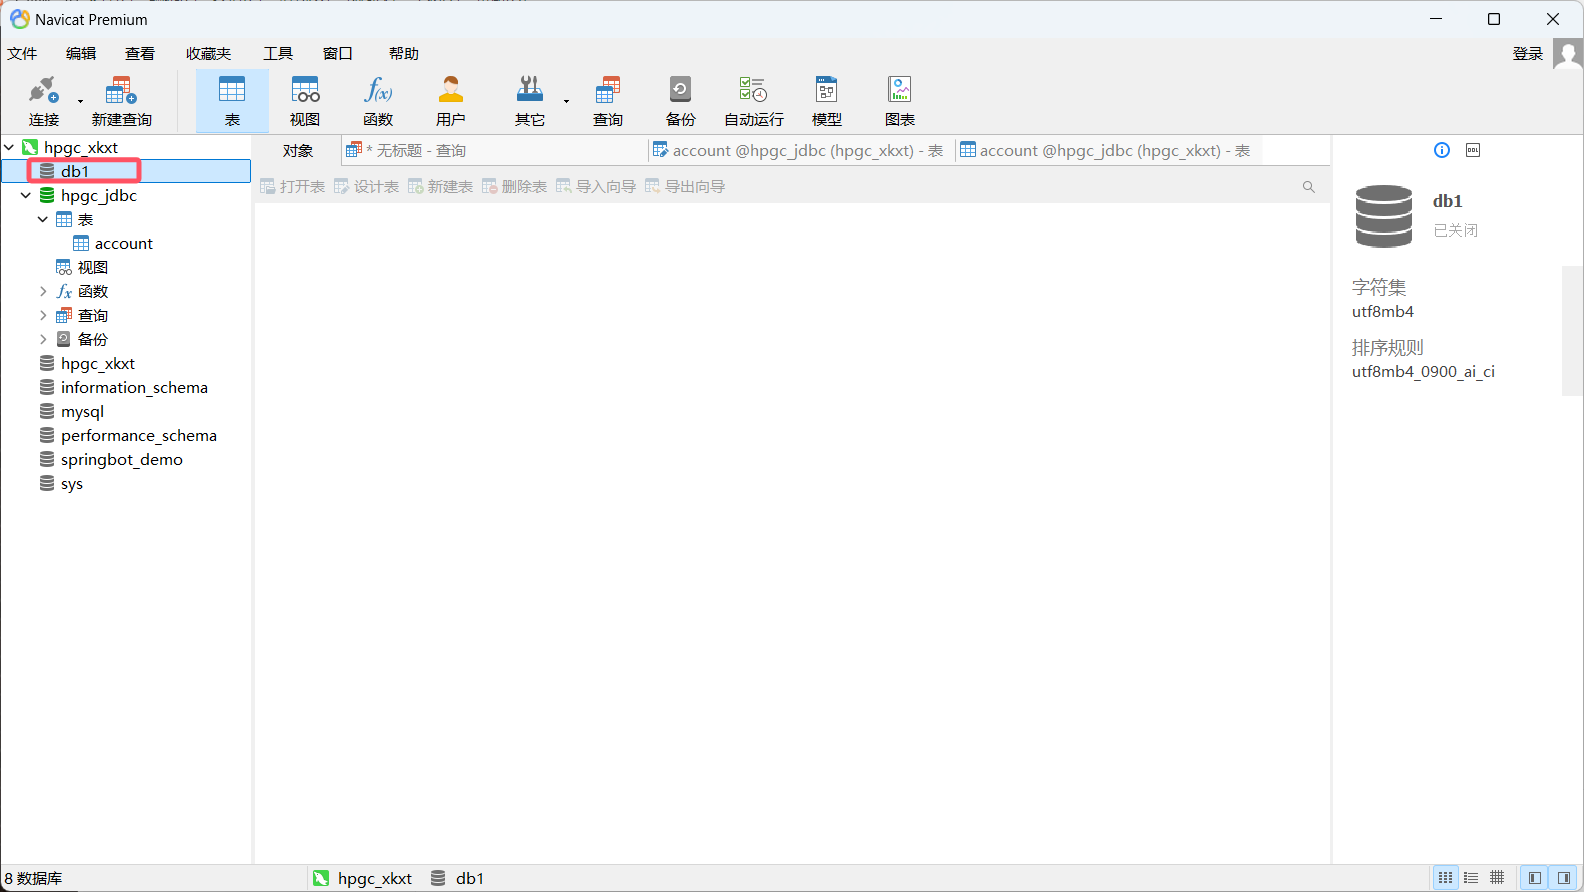 Navicat Premium
文件 编辑 查看 收藏夹 工具 窗口 帮助 登录
连接 新建查询 表 视图 函数 用户 其它 查询 备份 自动运行 模型 图表
hpgc_xkxt
db1
hpgc_jdbc
表
account
视图
函数
查询
备份
hpgc_xkxt
information_schema
mysql
performance_schema
springbot_demo
sys
对象 * 无标题 - 查询 account @hpgc_jdbc (hpgc_xkxt) - 表 account @hpgc_jdbc (hpgc_xkxt) - 表
打开表 设计表 新建表 删除表 导入向导 导出向导
db1
已关闭
字符集
utf8mb4
排序规则
utf8mb4_0900_ai_ci
8 数据库 hpgc_xkxt db1